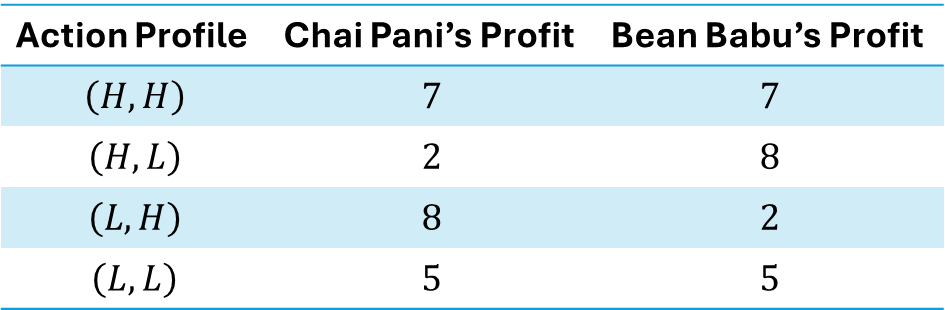 Action Profile Chai Pani’s Profit Bean Babu’s Profit
(H, H) 7 7
(H, L) 2 8
(L, H) 8 2
(L, L) 5 5